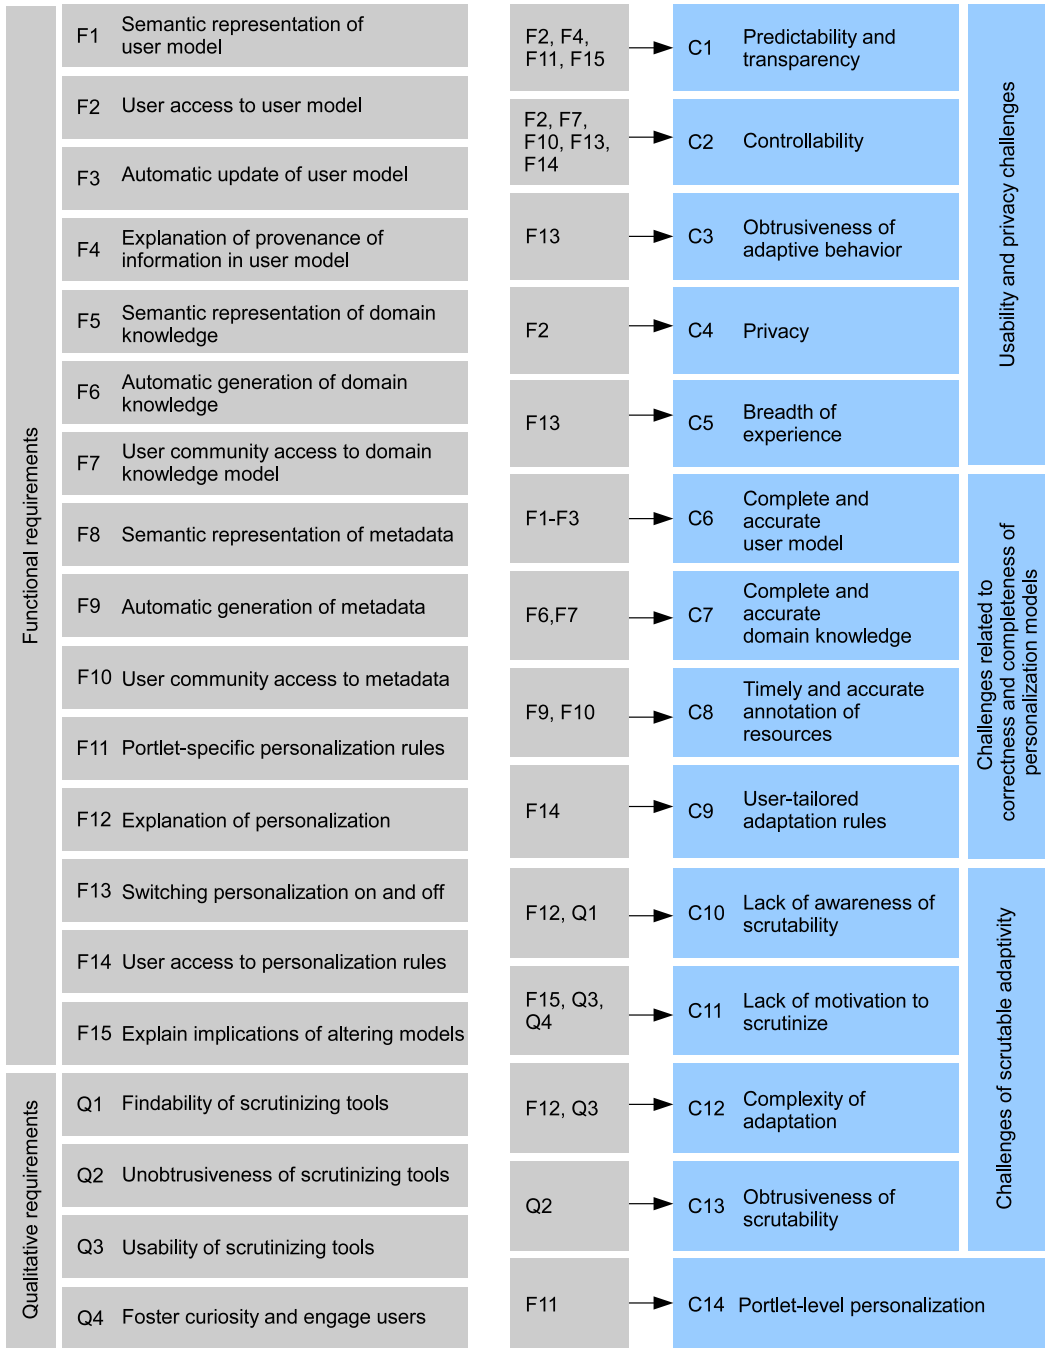 Functional requirements
F1 Semantic representation of
user model
F2 User access to user model
F3 Automatic update of user model
F4 Explanation of provenance of
information in user model
F5 Semantic representation of domain
knowledge
F6 Automatic generation of domain
knowledge
F7 User community access to domain
knowledge model
F8 Semantic representation of metadata
F9 Automatic generation of metadata
F10 User community access to metadata
F11 Portlet-specific personalization rules
F12 Explanation of personalization
F13 Switching personalization on and off
F14 User access to personalization rules
F15 Explain implications of altering models
Qualitative requirements
Q1 Findability of scrutinizing tools
Q2 Unobtrusiveness of scrutinizing tools
Q3 Usability of scrutinizing tools
Q4 Foster curiosity and engage users
F2, F4,
F11, F15
C1 Predictability and
transparency
F2, F7,
F10, F13,
F14
C2 Controllability
F13
C3 Obtrusiveness of
adaptive behavior
F2
C4 Privacy
F13
C5 Breadth of
experience
Usability and privacy challenges
F1-F3
C6 Complete and
accurate
user model
F6,F7
C7 Complete and
accurate
domain knowledge
F9, F10
C8 Timely and accurate
annotation of
resources
F14
C9 User-tailored
adaptation rules
Challenges related to
correctness and completeness of
personalization models
F12, Q1
C10 Lack of awareness of
scrutability
F15, Q3,
Q4
C11 Lack of motivation to
scrutinize
F12, Q3
C12 Complexity of
adaptation
Q2
C13 Obtrusiveness of
scrutability
Challenges of scrutable adaptivity
F11
C14 Portlet-level personalization